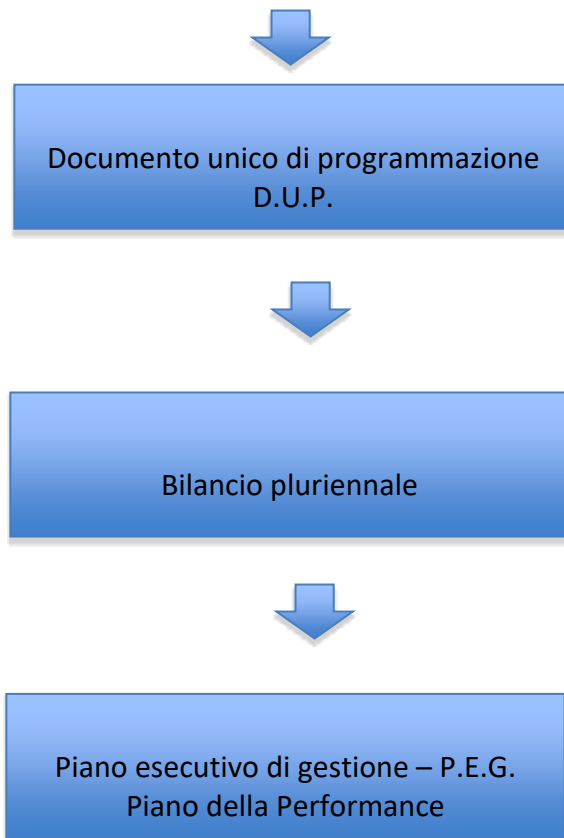 Documento unico di programmazione
D.U.P.
Bilancio pluriennale
Piano esecutivo di gestione – P.E.G.
Piano della Performance